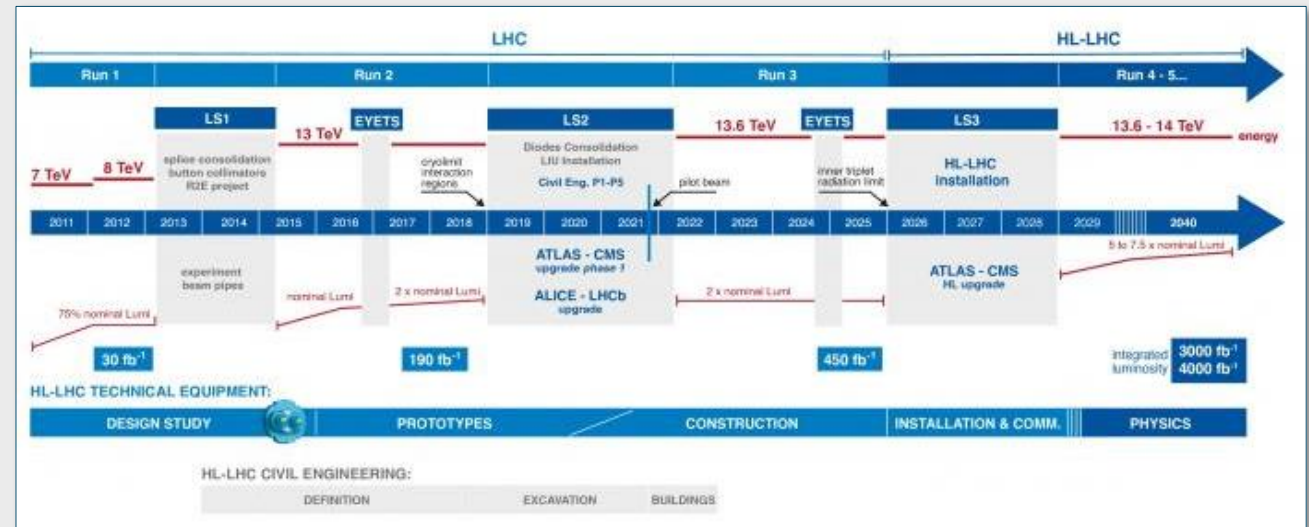 LHC HL-LHC
Run 1 Run 2 Run 3 Run 4 - 5...
LS1 EYETS LS2 EYETS LS3
13 TeV 13.6 TeV 13.6 - 14 TeV
energy
7 TeV 8 TeV
splice consolidation
button collimators
R2E project
cryolimit
interaction
regions
Diodes Consolidation
LIU Installation
Civil Eng. P1-P5
pilot beam
inner triplet
radiation limit
HL-LHC
installation
2011 2012 2013 2014 2015 2016 2017 2018 2019 2020 2021 2022 2023 2024 2025 2026 2027 2028 2029 2040
5 to 7.5 x nominal Lumi
experiment
beam pipes
ATLAS - CMS
upgrade phase 1
ALICE - LHCb
upgrade
ATLAS - CMS
HL upgrade
75% nominal Lumi
nominal Lumi
2 x nominal Lumi
2 x nominal Lumi
30 fb⁻¹ 190 fb⁻¹ 450 fb⁻¹
integrated
luminosity
3000 fb⁻¹
4000 fb⁻¹
HL-LHC TECHNICAL EQUIPMENT:
DESIGN STUDY PROTOTYPES CONSTRUCTION INSTALLATION & COMM. PHYSICS
HL-LHC CIVIL ENGINEERING:
DEFINITION EXCAVATION BUILDINGS